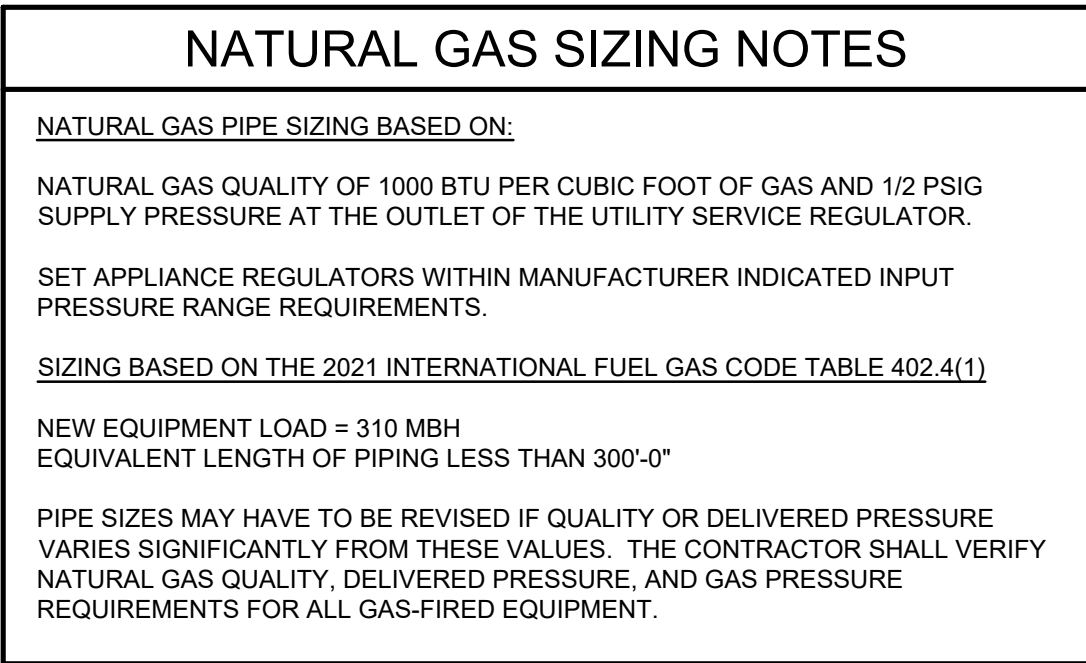 NATURAL GAS SIZING NOTES
NATURAL GAS PIPE SIZING BASED ON:
NATURAL GAS QUALITY OF 1000 BTU PER CUBIC FOOT OF GAS AND 1/2 PSIG
SUPPLY PRESSURE AT THE OUTLET OF THE UTILITY SERVICE REGULATOR.
SET APPLIANCE REGULATORS WITHIN MANUFACTURER INDICATED INPUT
PRESSURE RANGE REQUIREMENTS.
SIZING BASED ON THE 2021 INTERNATIONAL FUEL GAS CODE TABLE 402.4(1)
NEW EQUIPMENT LOAD = 310 MBH
EQUIVALENT LENGTH OF PIPING LESS THAN 300'-0"
PIPE SIZES MAY HAVE TO BE REVISED IF QUALITY OR DELIVERED PRESSURE
VARIES SIGNIFICANTLY FROM THESE VALUES. THE CONTRACTOR SHALL VERIFY
NATURAL GAS QUALITY, DELIVERED PRESSURE, AND GAS PRESSURE
REQUIREMENTS FOR ALL GAS-FIRED EQUIPMENT.